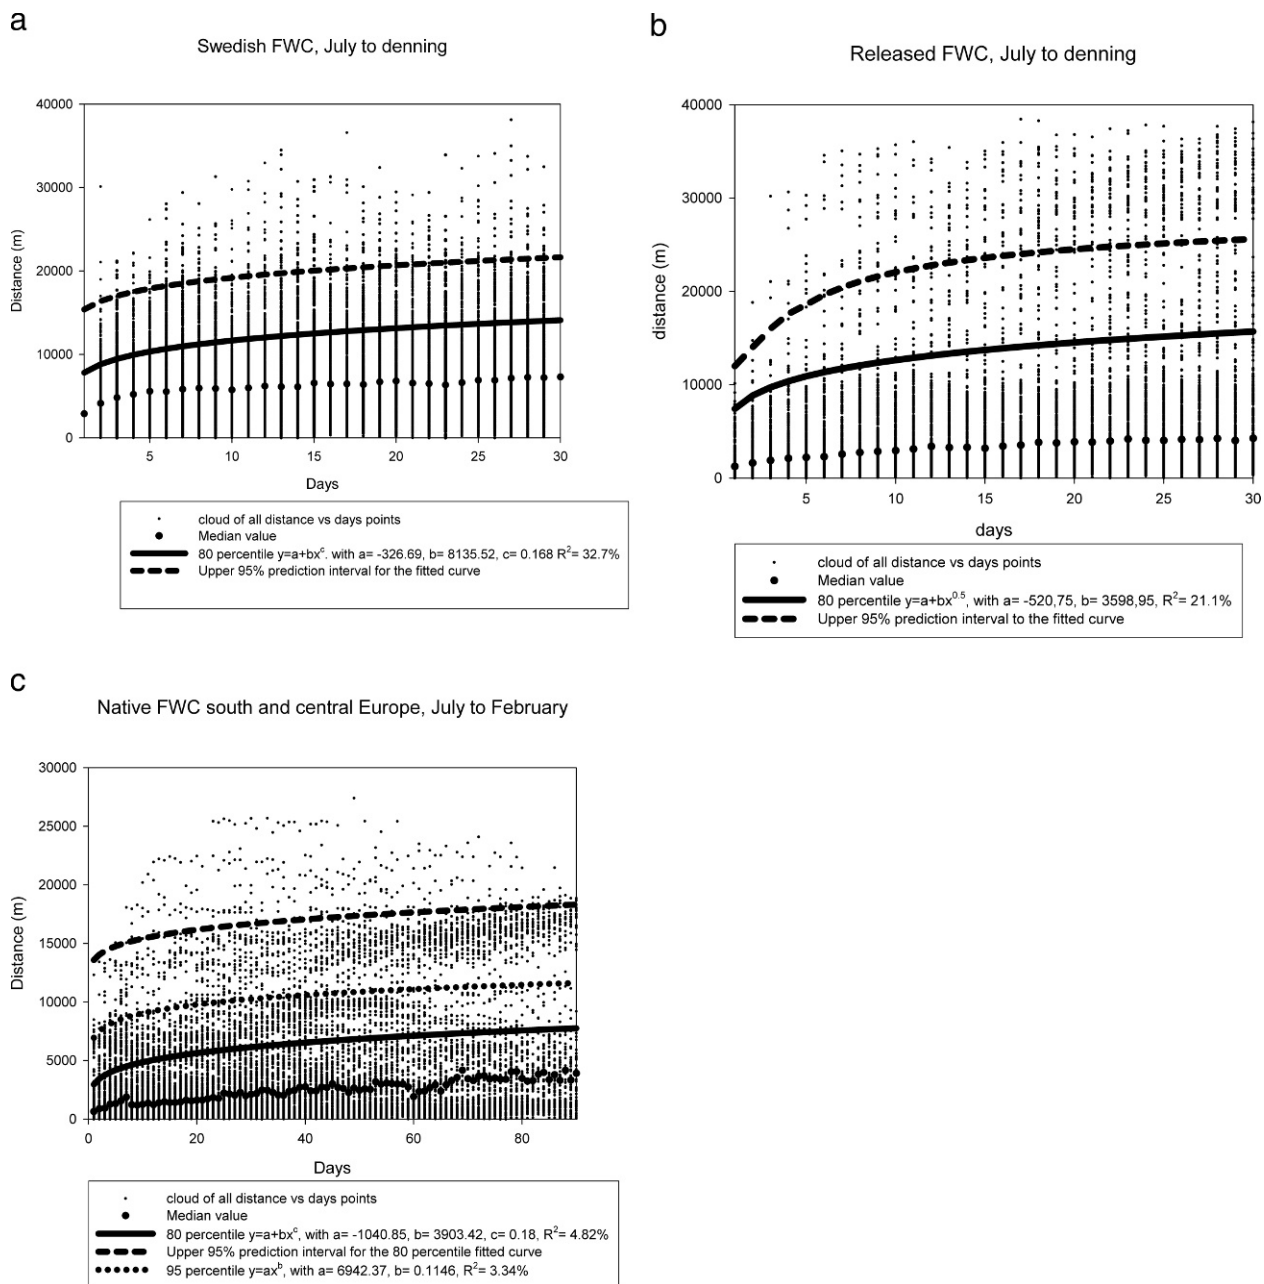 a
Swedish FWC, July to denning
40000
30000
20000
10000
0
Distance (m)
5
10
15
20
25
30
Days
cloud of all distance vs days points
Median value
80 percentile y=a+bx^c. with a= -326.69, b= 8135.52, c= 0.168 R²= 32.7%
Upper 95% prediction interval for the fitted curve
b
Released FWC, July to denning
40000
30000
20000
10000
0
distance (m)
5
10
15
20
25
30
days
cloud of all distance vs days points
Median value
80 percentile y=a+bx^0.5, with a= -520,75, b= 3598,95, R²= 21.1%
Upper 95% prediction interval to the fitted curve
c
Native FWC south and central Europe, July to February
30000
25000
20000
15000
10000
5000
0
Distance (m)
0
20
40
60
80
Days
cloud of all distance vs days points
Median value
80 percentile y=a+bx^c, with a= -1040.85, b= 3903.42, c= 0.18, R²= 4.82%
Upper 95% prediction interval for the 80 percentile fitted curve
95 percentile y=ax^b, with a= 6942.37, b= 0.1146, R²= 3.34%